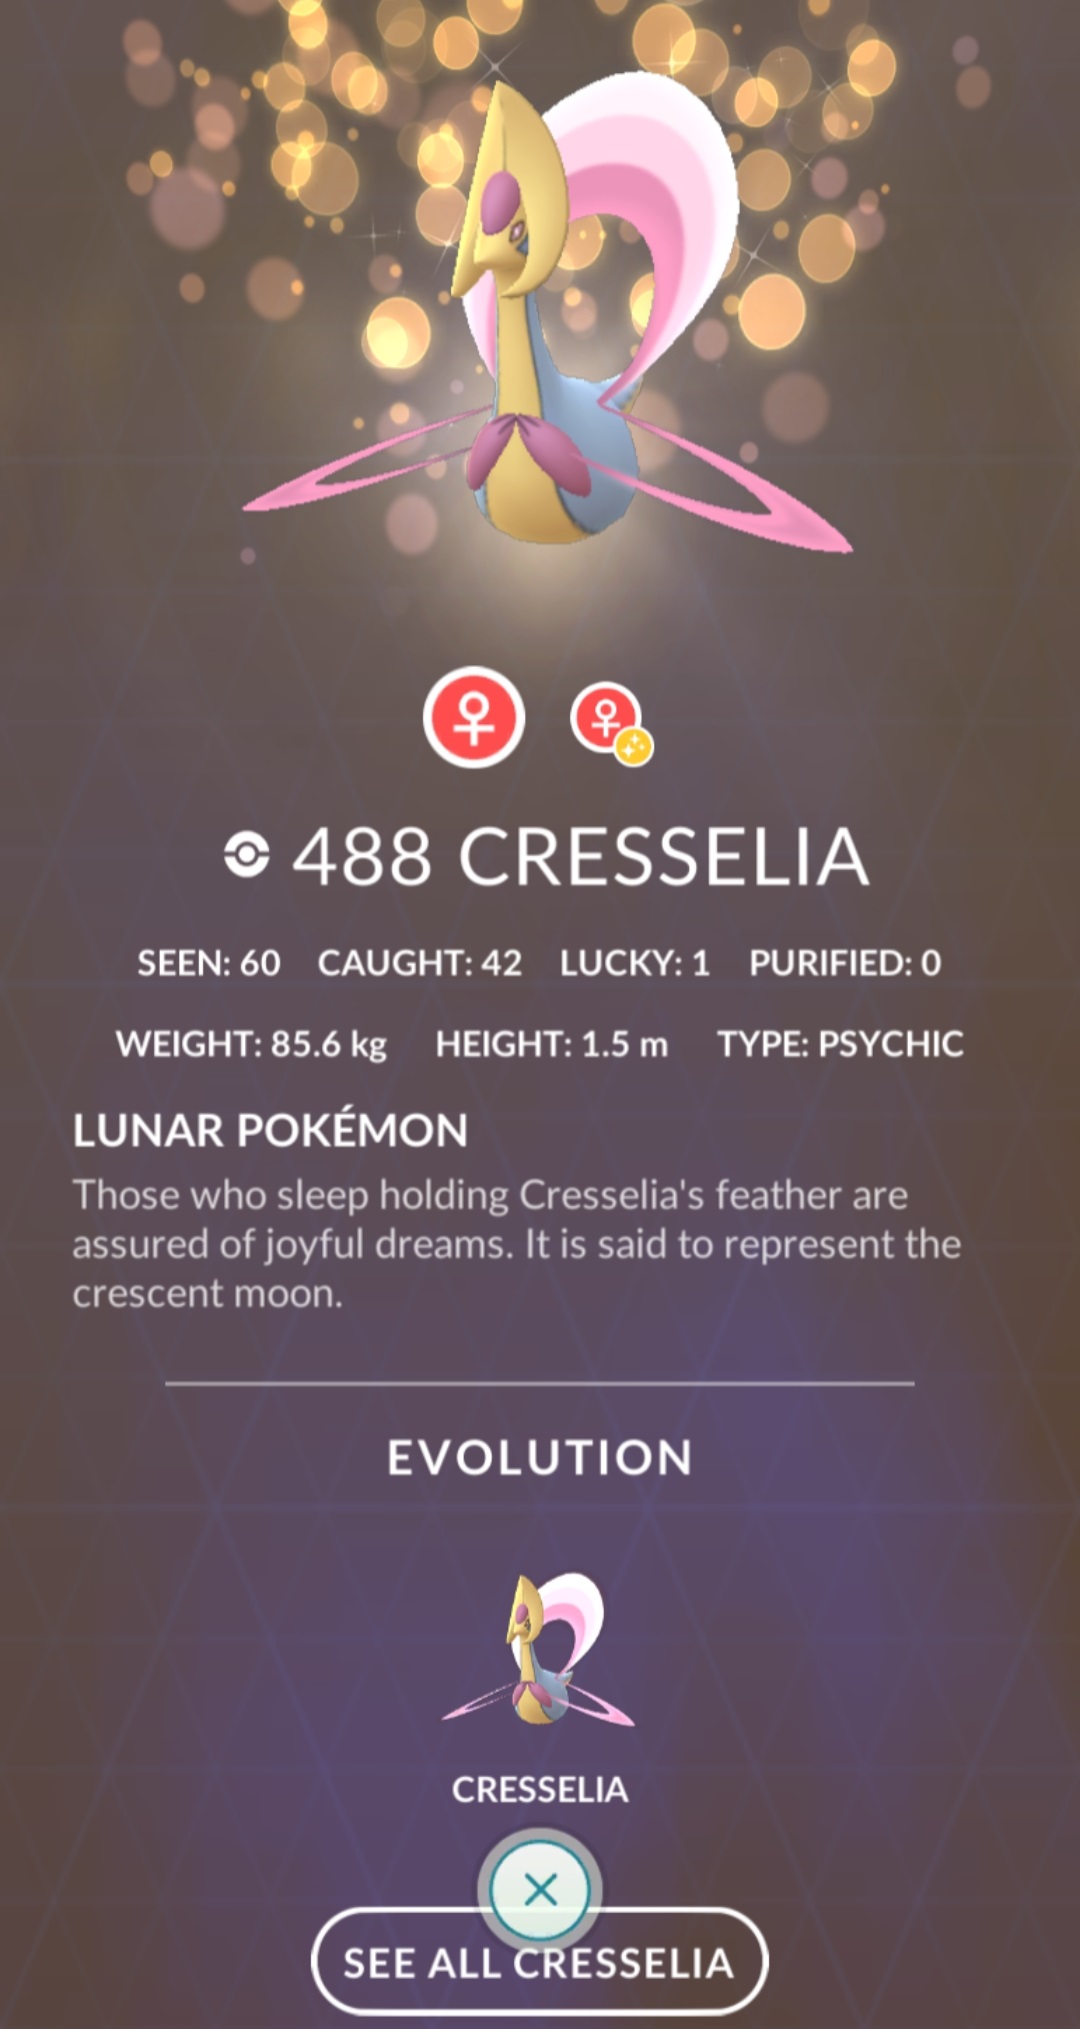 488 CRESSELIA
SEEN: 60 CAUGHT: 42 LUCKY: 1 PURIFIED: 0
WEIGHT: 85.6 kg HEIGHT: 1.5 m TYPE: PSYCHIC
LUNAR POKÉMON
Those who sleep holding Cresselia's feather are
assured of joyful dreams. It is said to represent the
crescent moon.
EVOLUTION
CRESSELIA
SEE ALL CRESSELIA